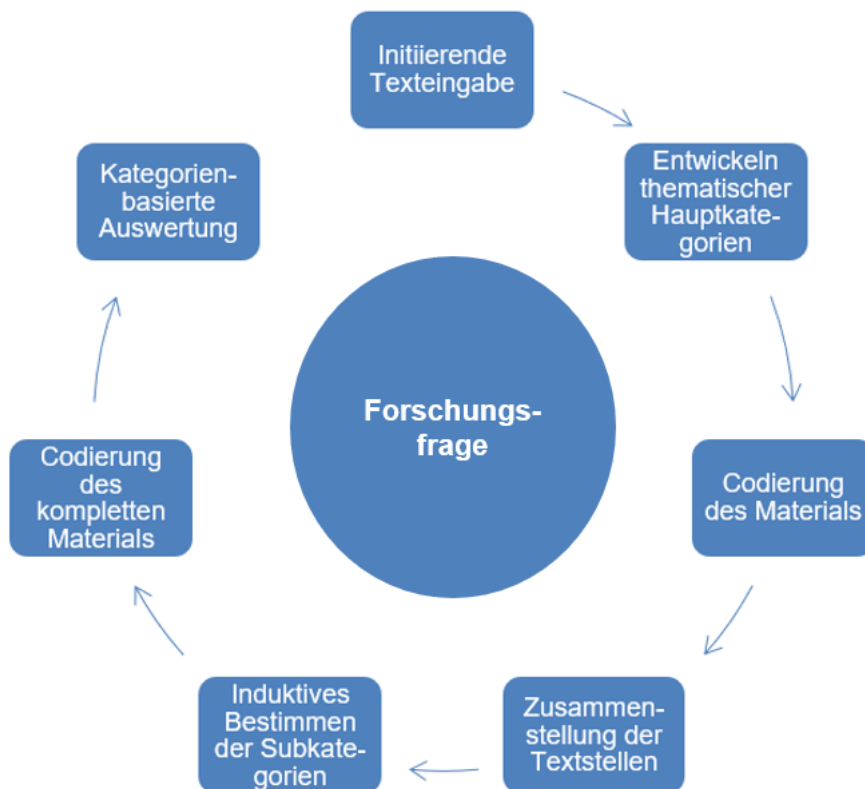 Initiierende
Texteingabe
Entwickeln
thematischer
Hauptkate-
gorien
Codierung
des Materials
Zusammen-
stellung der
Textstellen
Induktives
Bestimmen
der Subkate-
gorien
Codierung
des
kompletten
Materials
Kategorien-
basierte
Auswertung
Forschungs-
frage